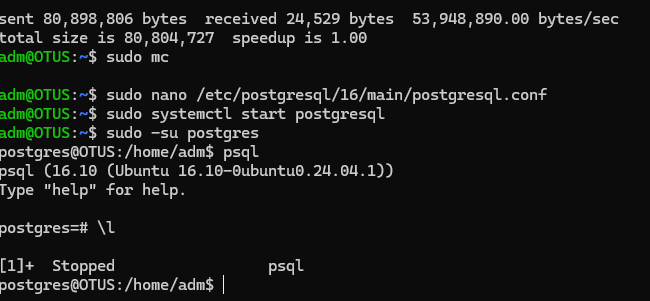 sent 80,898,806 bytes  received 24,529 bytes  53,948,890.00 bytes/sec
total size is 80,804,727  speedup is 1.00
adm@OTUS:~$ sudo mc
adm@OTUS:~$ sudo nano /etc/postgresql/16/main/postgresql.conf
adm@OTUS:~$ sudo systemctl start postgresql
adm@OTUS:~$ sudo -su postgres
postgres@OTUS:/home/adm$ psql
psql (16.10 (Ubuntu 16.10-0ubuntu0.24.04.1))
Type "help" for help.
postgres=# \l
[1]+  Stopped                 psql
postgres@OTUS:/home/adm$